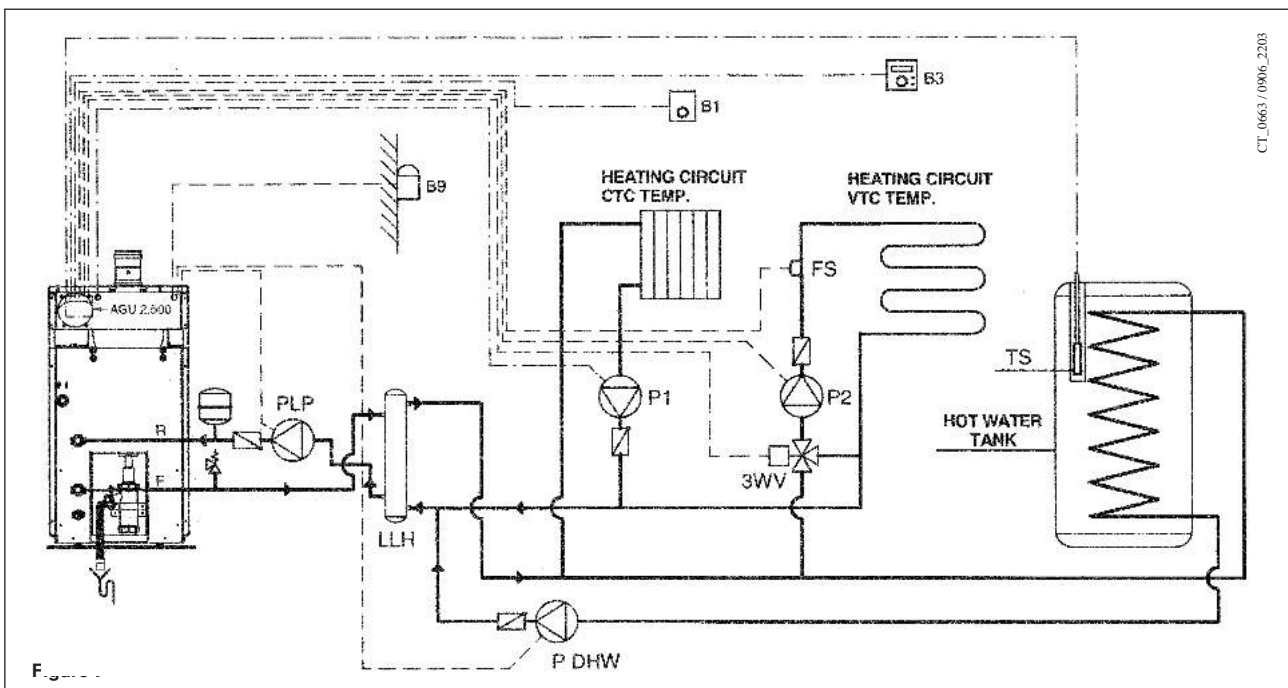 CT_0663 / 0906_2203
B3
B1
B9
HEATING CIRCUIT
CTC TEMP.
HEATING CIRCUIT
VTC TEMP.
FS
AGU 2.500
TS
PLP
P1
P2
R
HOT WATER
TANK
3WV
F
LLH
P DHW